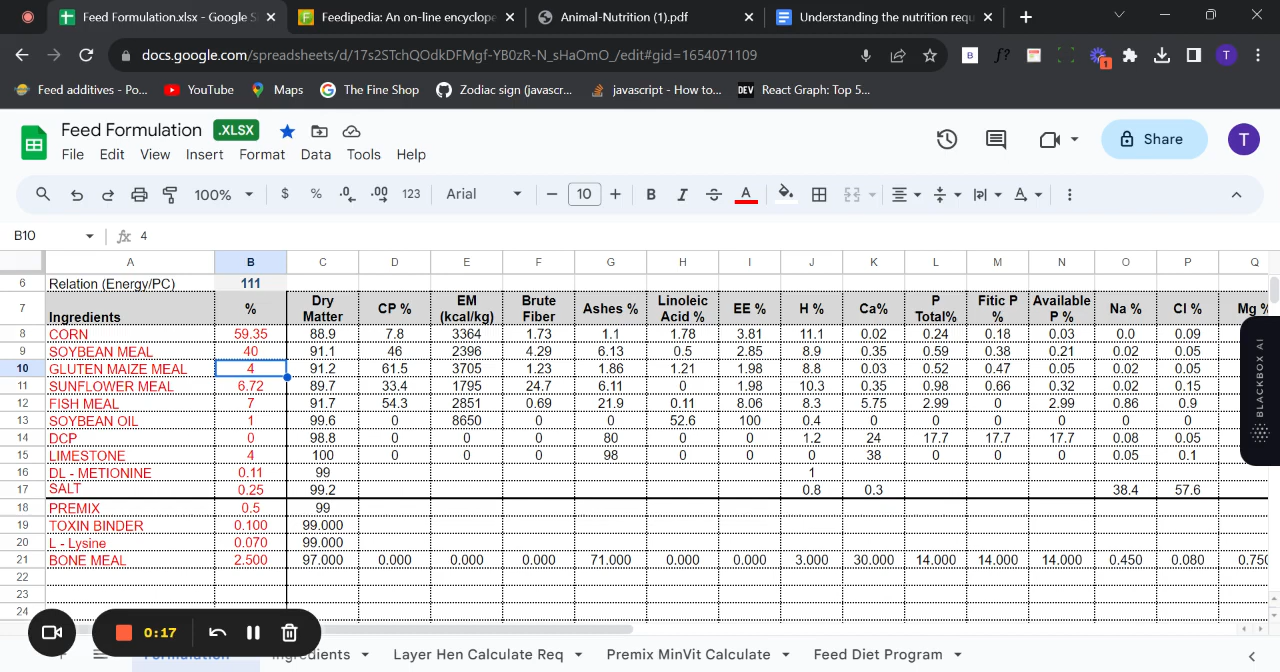 Feed Formulation.xlsx - Google S
Feedipedia: An on-line encyclope
Animal-Nutrition (1).pdf
Understanding the nutrition requ
docs.google.com/spreadsheets/d/17s2STchQOdkDFMgf-YB0zR-N_sHaOmO_/edit#gid=1654071109
B
f?
1
T
Feed additives - Po...
YouTube
Maps
The Fine Shop
Zodiac sign (javascr...
javascript - How to...
DEV
React Graph: Top 5...
Feed Formulation
.XLSX
File Edit View Insert Format Data Tools Help
Share
T
100%
$ % .0 .00 123
Arial
10
B I S A
B10
fx 4
A B C D E F G H I J K L M N O P Q
6 Relation (Energy/PC) 111
7 Ingredients % Dry Matter CP % EM (kcal/kg) Brute Fiber Ashes % Linoleic Acid % EE % H % Ca% P Total% Fitic P % Available P % Na % Cl % Mg %
8 CORN 59.35 88.9 7.8 3364 1.73 1.1 1.78 3.81 11.1 0.02 0.24 0.18 0.03 0.0 0.09
9 SOYBEAN MEAL 40 91.1 46 2396 4.29 6.13 0.5 2.85 8.9 0.35 0.59 0.38 0.21 0.02 0.05
10 GLUTEN MAIZE MEAL 4 91.2 61.5 3705 1.23 1.86 1.21 1.98 8.8 0.03 0.52 0.47 0.05 0.02 0.05
11 SUNFLOWER MEAL 6.72 89.7 33.4 1795 24.7 6.11 0 1.98 10.3 0.35 0.98 0.66 0.32 0.02 0.15
12 FISH MEAL 7 91.7 54.3 2851 0.69 21.9 0.11 8.06 8.3 5.75 2.99 0 2.99 0.86 0.9
13 SOYBEAN OIL 1 99.6 0 8650 0 0 52.6 100 0.4 0 0 0 0 0 0
14 DCP 0 98.8 0 0 0 80 0 0 1.2 24 17.7 17.7 17.7 0.08 0.05
15 LIMESTONE 4 100 0 0 0 98 0 0 0 38 0 0 0 0.05 0.1
16 DL - METIONINE 0.11 99 1
17 SALT 0.25 99.2 0.8 0.3 38.4 57.6
18 PREMIX 0.5 99
19 TOXIN BINDER 0.100 99.000
20 L - Lysine 0.070 99.000
21 BONE MEAL 2.500 97.000 0.000 0.000 0.000 71.000 0.000 0.000 3.000 30.000 14.000 14.000 14.000 0.450 0.080 0.750
22
23
24
BLACKBOX AI
0:17
Formulation
Ingredients
Layer Hen Calculate Req
Premix MinVit Calculate
Feed Diet Program